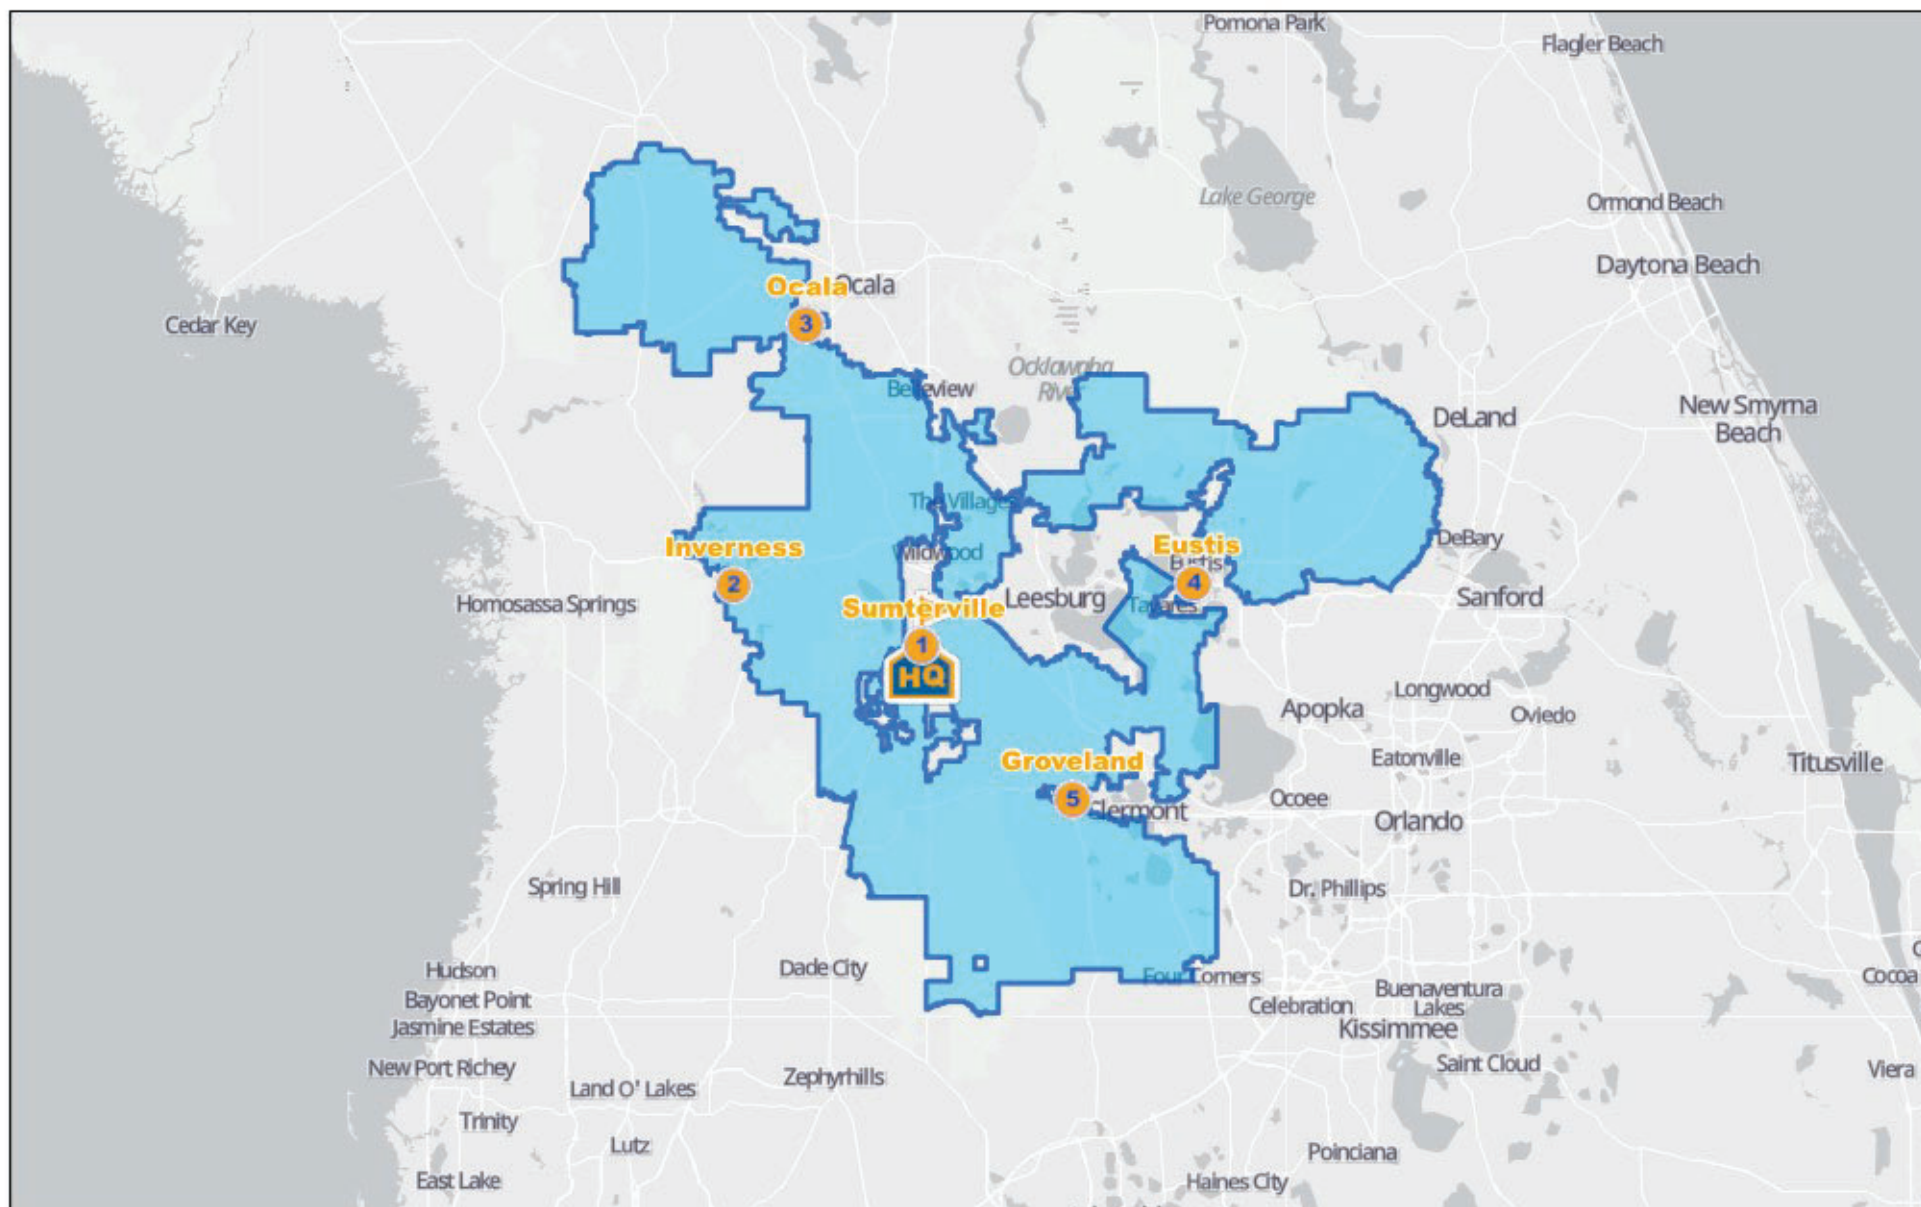 Pomona Park
Flagler Beach
Lake George
Ormond Beach
Daytona Beach
Ocala
Ocala
3
Cedar Key
Ocklawaha
River
Belleview
New Smyrna
Beach
DeLand
The Villages
DeBary
Inverness
Wildwood
Eustis
Eustis
2
4
Homosassa Springs
Sumterville
Leesburg
Tavares
Sanford
1
HQ
Longwood
Apopka
Oviedo
Groveland
Eatonville
Titusville
5
Clermont
Ocoee
Orlando
Spring Hill
Dr. Phillips
Hudson
Dade City
Four Corners
Cocoa
Bayonet Point
Celebration
Buenaventura
Lakes
Jasmine Estates
Kissimmee
New Port Richey
Zephyrhills
Saint Cloud
Viera
Land O' Lakes
Trinity
Lutz
Poinciana
East Lake
Haines City